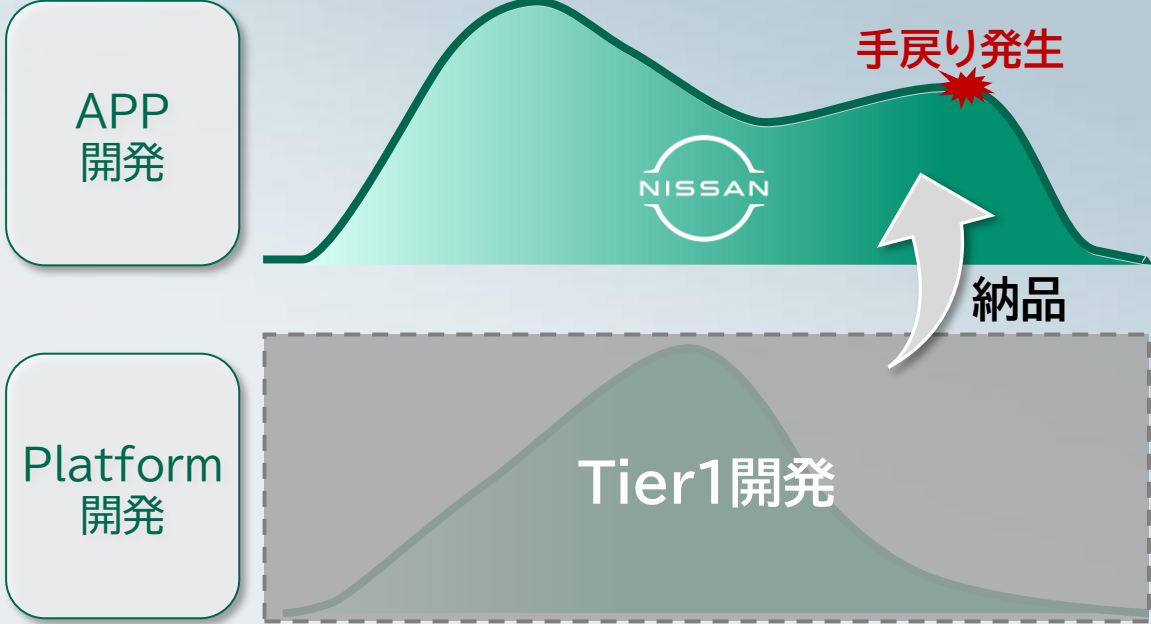 APP
開発
手戻り発生
NISSAN
納品
Platform
開発
Tier1開発